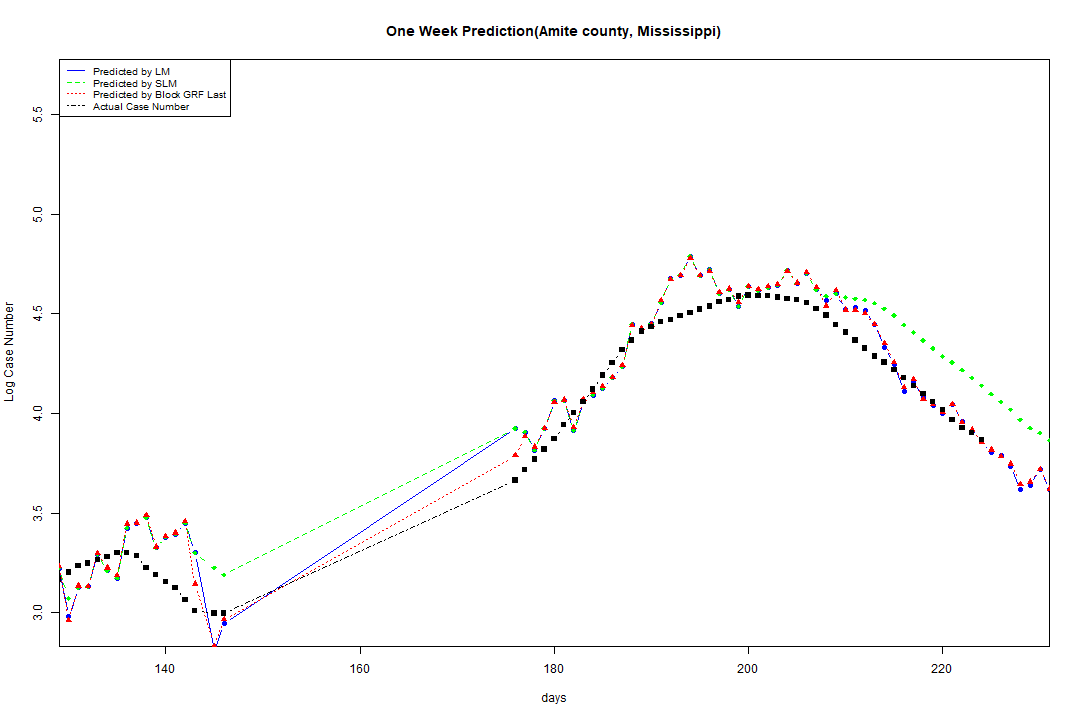 One Week Prediction(Amite county, Mississippi)
Predicted by LM
Predicted by SLM
Predicted by Block GRF Last
Actual Case Number
Log Case Number
5.5
5.0
4.5
4.0
3.5
3.0
140 160 180 200 220
days